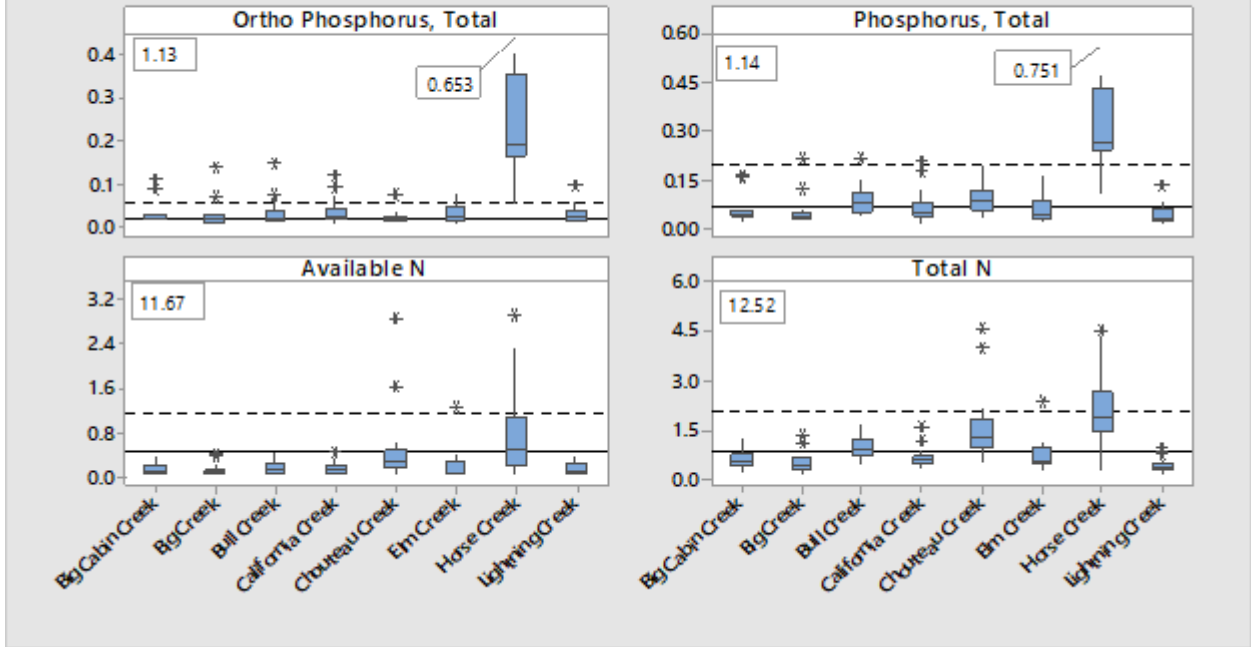 Ortho Phosphorus, Total
0.4
0.3
0.2
0.1
0.0
1.13
0.653
Phosphorus, Total
0.60
0.45
0.30
0.15
0.00
1.14
0.751
Available N
3.2
2.4
1.6
0.8
0.0
11.67
Total N
6.0
4.5
3.0
1.5
0.0
12.52
Big Cabin Creek
Big Creek
Bull Creek
California Creek
Chouteau Creek
Elm Creek
Horse Creek
lighning Creek
Big Cabin Creek
Big Creek
Bull Creek
California Creek
Chouteau Creek
Elm Creek
Horse Creek
lighning Creek